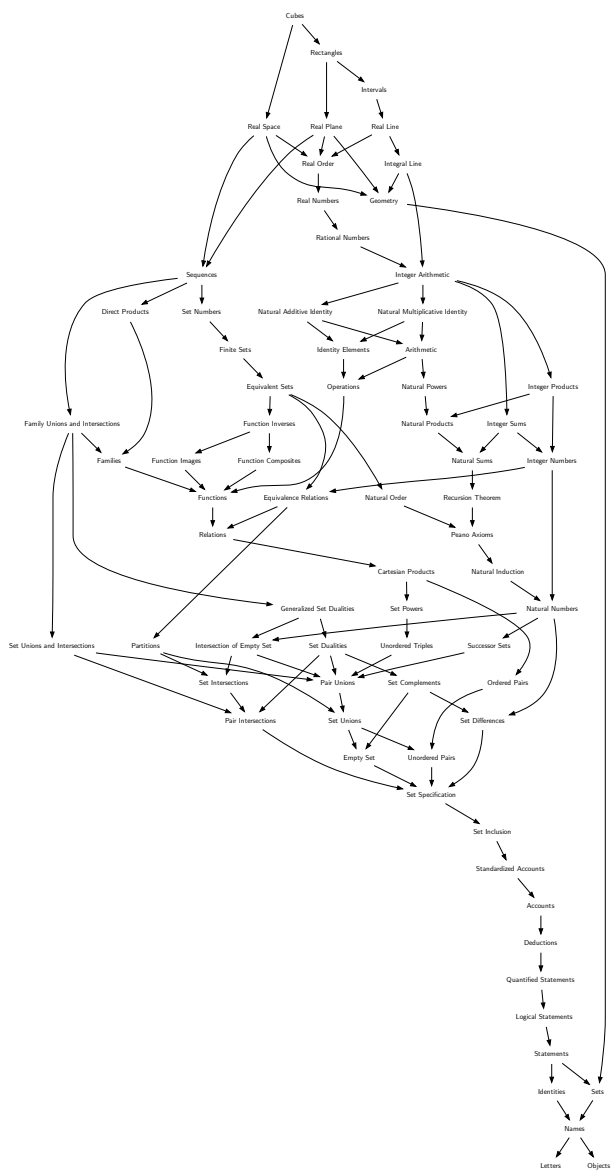 Cubes
Rectangles
Intervals
Real Space
Real Plane
Real Line
Real Order
Integral Line
Real Numbers
Geometry
Rational Numbers
Sequences
Integer Arithmetic
Direct Products
Set Numbers
Natural Additive Identity
Natural Multiplicative Identity
Finite Sets
Identity Elements
Arithmetic
Equivalent Sets
Operations
Natural Powers
Integer Products
Family Unions and Intersections
Function Inverses
Natural Products
Integer Sums
Families
Function Images
Function Composites
Natural Sums
Integer Numbers
Functions
Equivalence Relations
Natural Order
Recursion Theorem
Relations
Peano Axioms
Cartesian Products
Natural Induction
Generalized Set Dualities
Set Powers
Natural Numbers
Set Unions and Intersections
Partitions
Intersection of Empty Set
Set Dualities
Unordered Triples
Successor Sets
Set Intersections
Pair Unions
Set Complements
Ordered Pairs
Pair Intersections
Set Unions
Set Differences
Empty Set
Unordered Pairs
Set Specification
Set Inclusion
Standardized Accounts
Accounts
Deductions
Quantified Statements
Logical Statements
Statements
Identities
Sets
Names
Letters
Objects